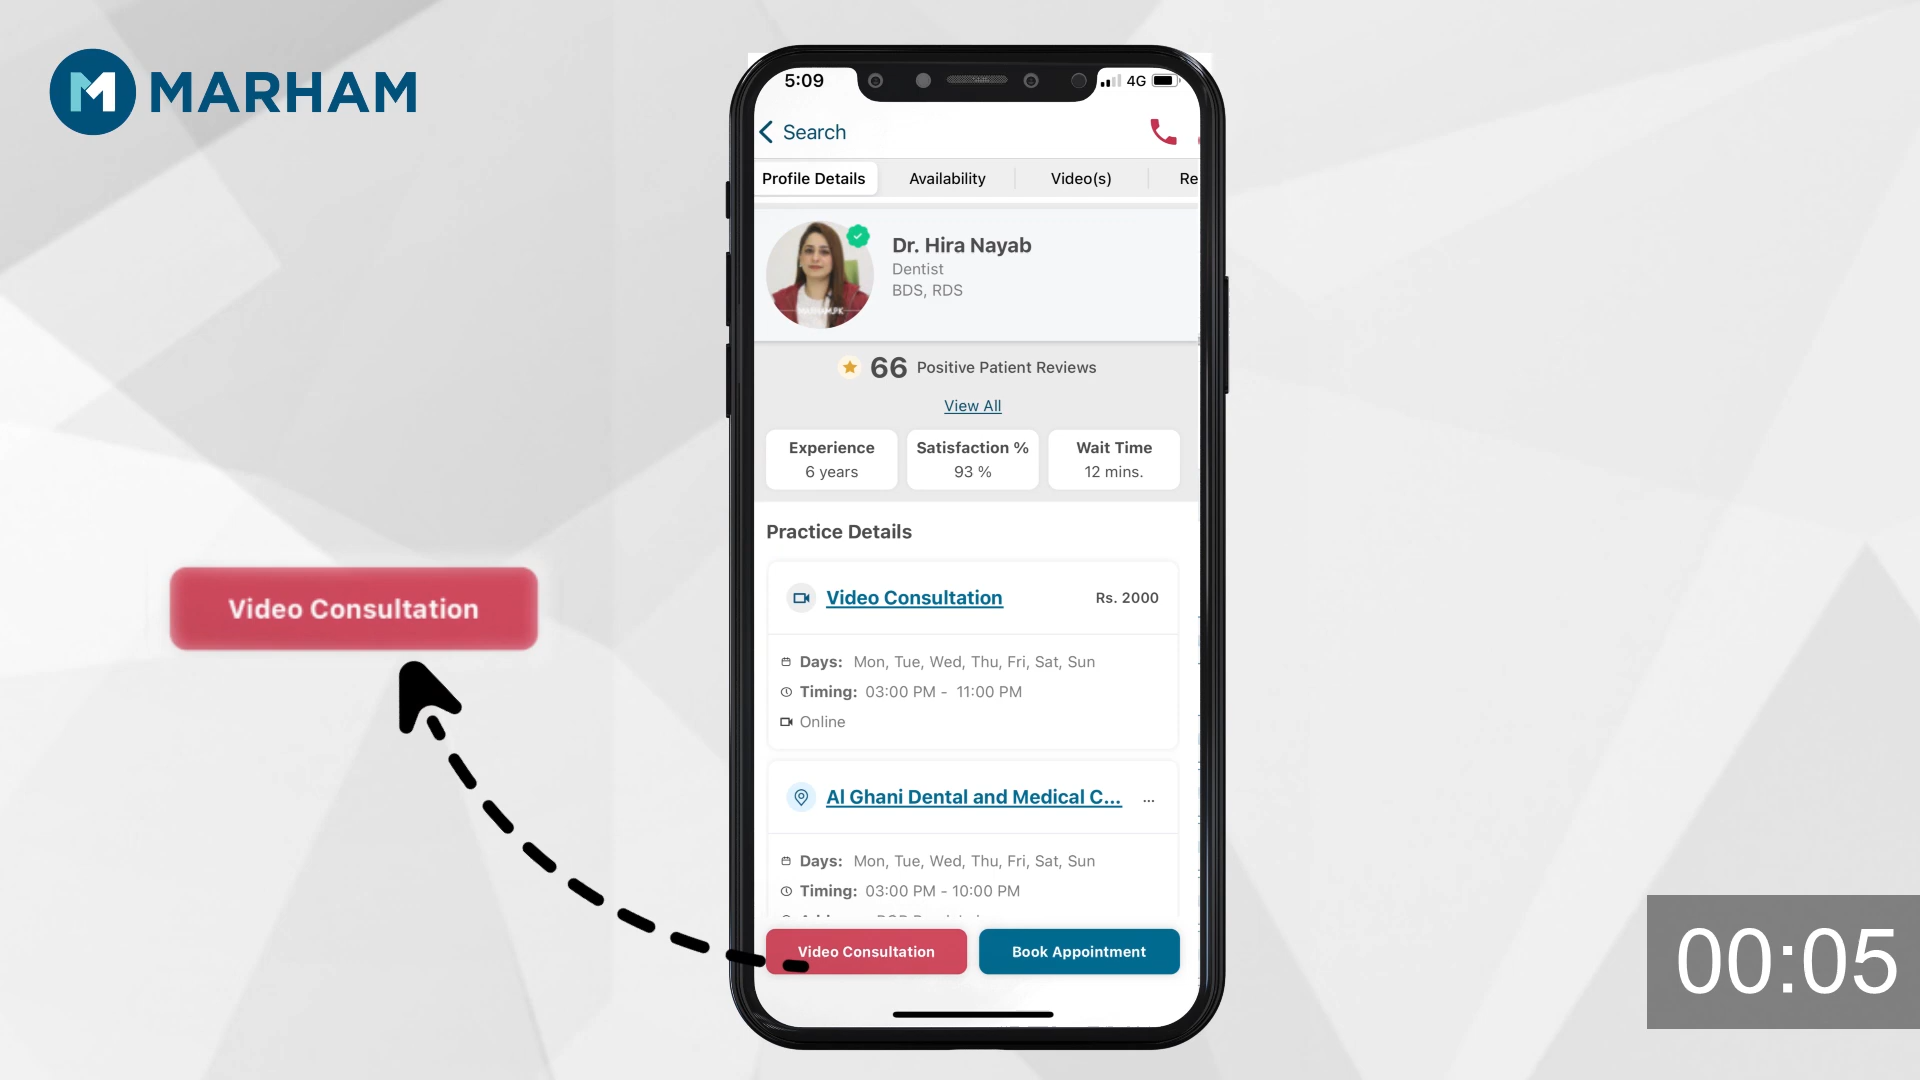 MARHAM
5:09
4G
Search
Profile Details
Availability
Video(s)
Re
Dr. Hira Nayab
Dentist
BDS, RDS
MARHAM.PK
66 Positive Patient Reviews
View All
Experience
6 years
Satisfaction %
93 %
Wait Time
12 mins.
Practice Details
Video Consultation
Rs. 2000
Days: Mon, Tue, Wed, Thu, Fri, Sat, Sun
Timing: 03:00 PM - 11:00 PM
Online
Al Ghani Dental and Medical C...
...
Days: Mon, Tue, Wed, Thu, Fri, Sat, Sun
Timing: 03:00 PM - 10:00 PM
Video Consultation
Book Appointment
Video Consultation
00:05